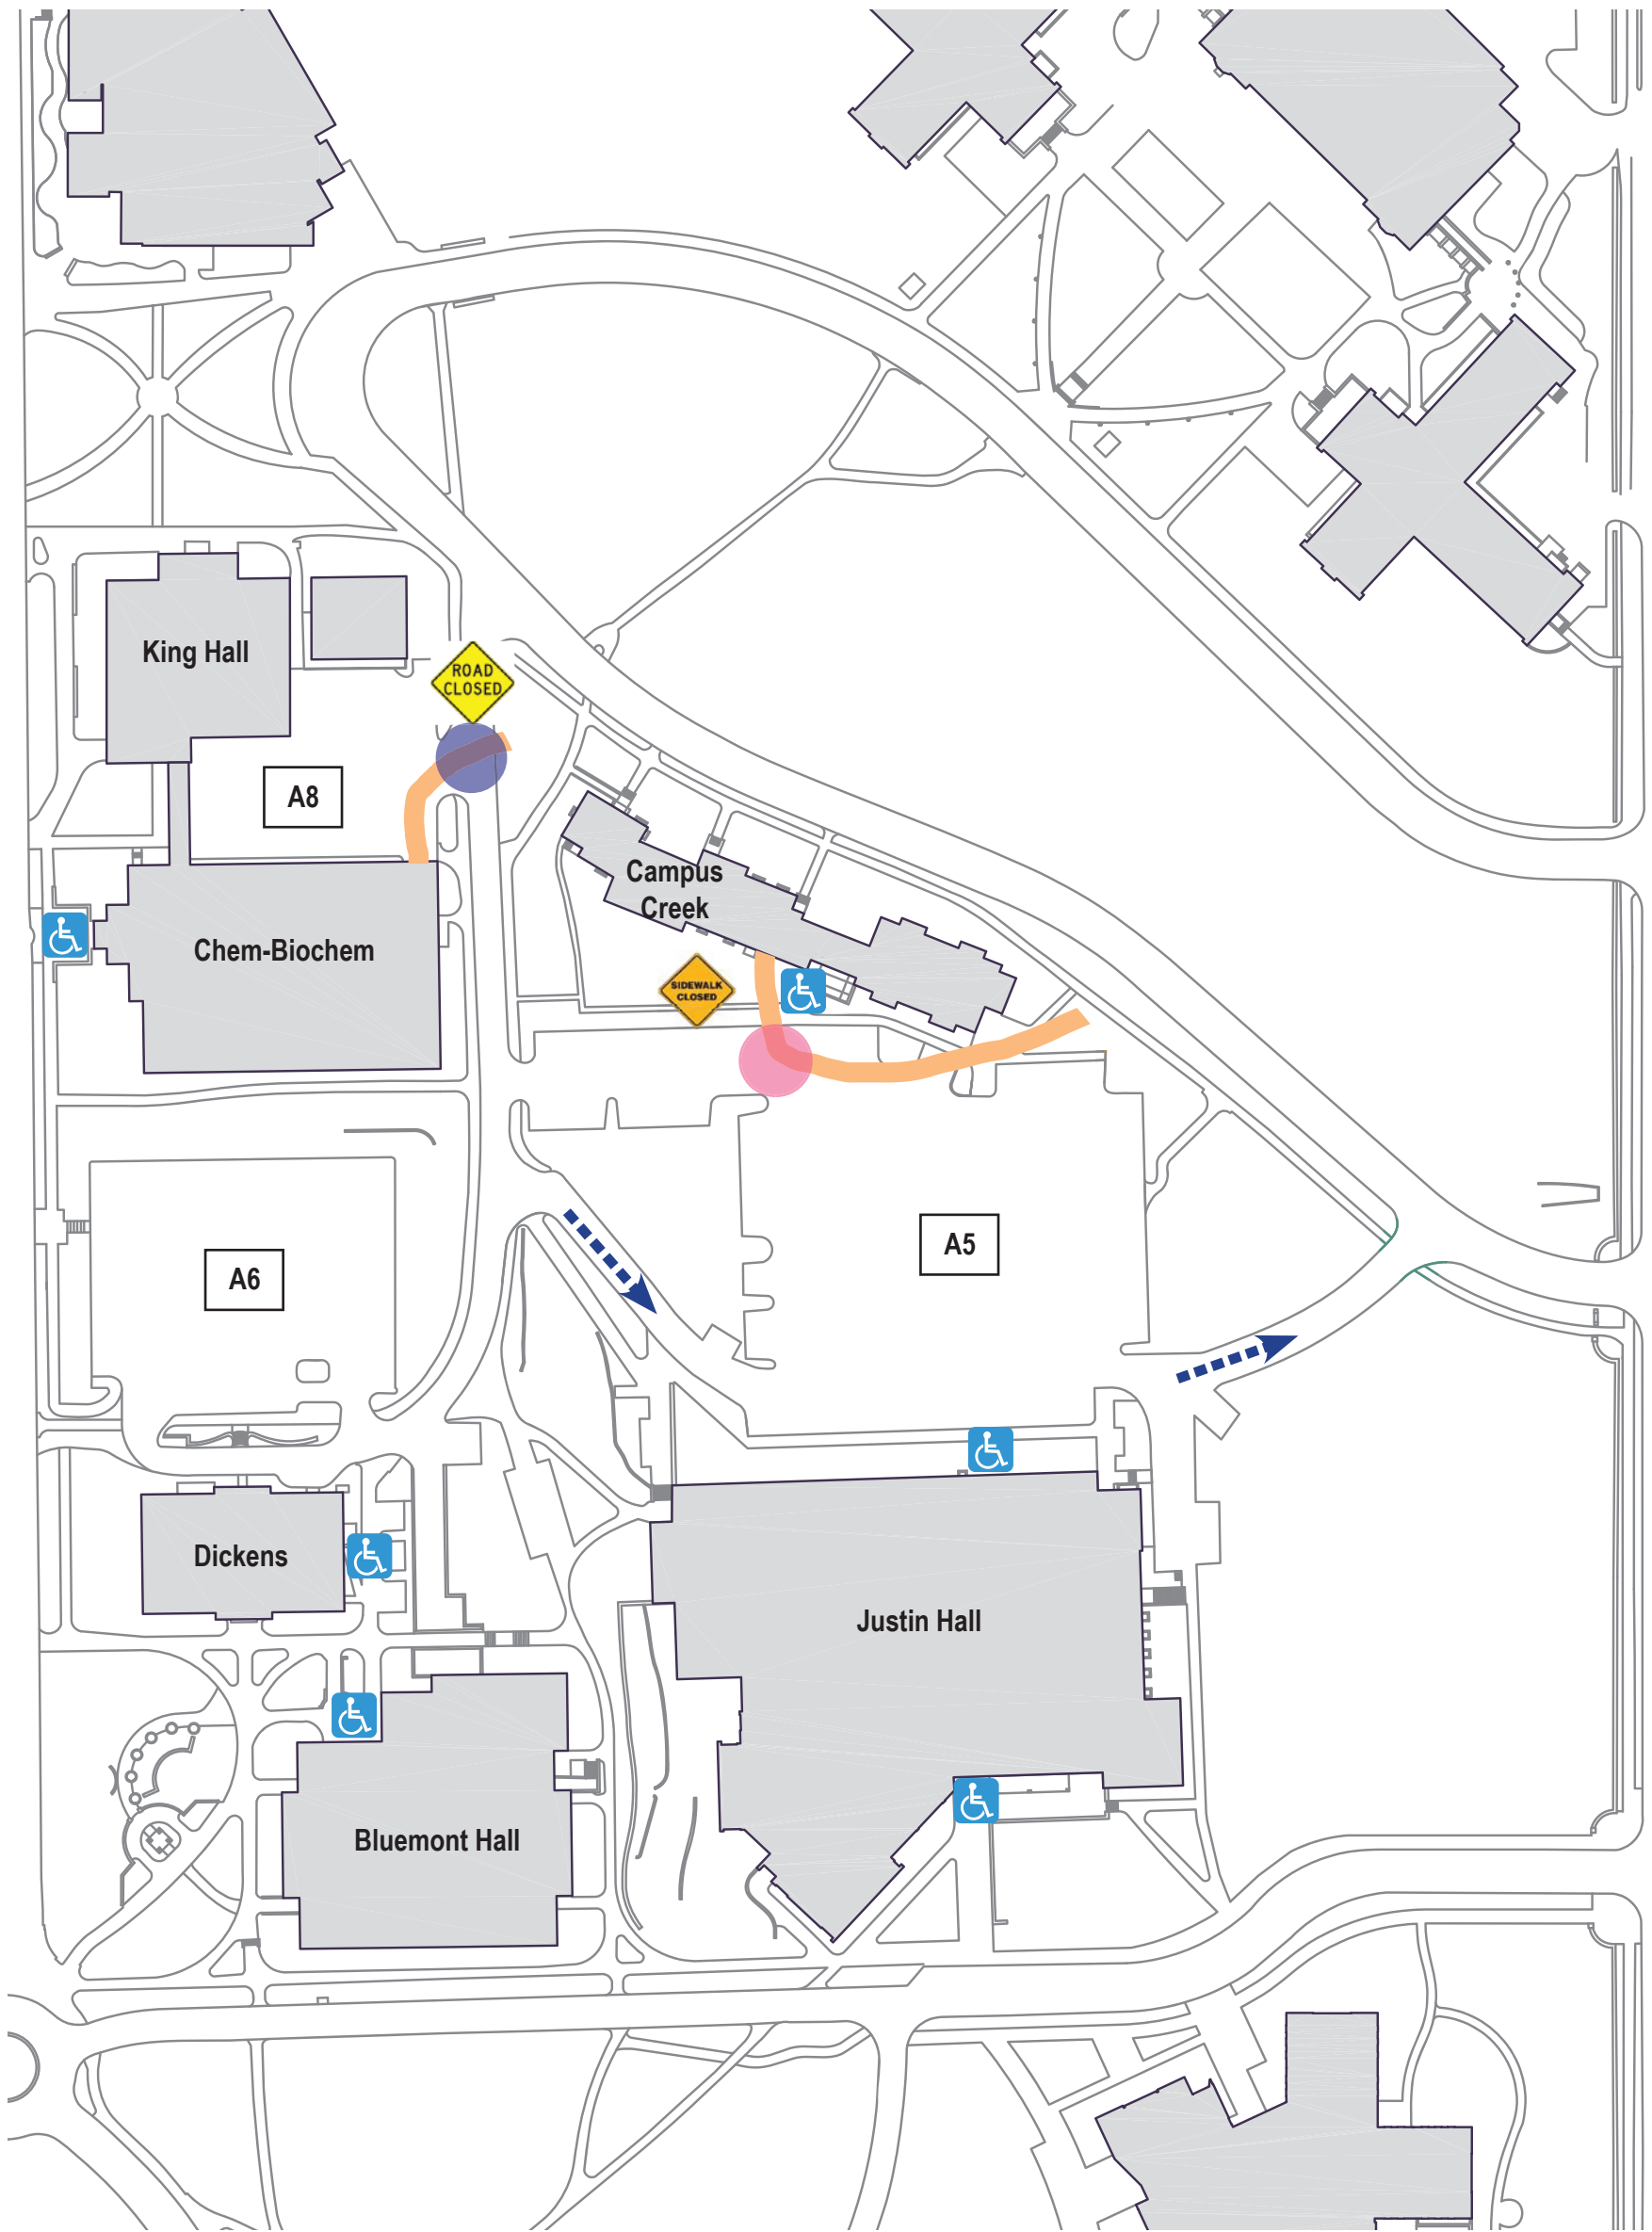 King Hall
ROAD
CLOSED
A8
Campus
Creek
Chem-Biochem
SIDEWALK
CLOSED
A5
A6
Dickens
Justin Hall
Bluemont Hall